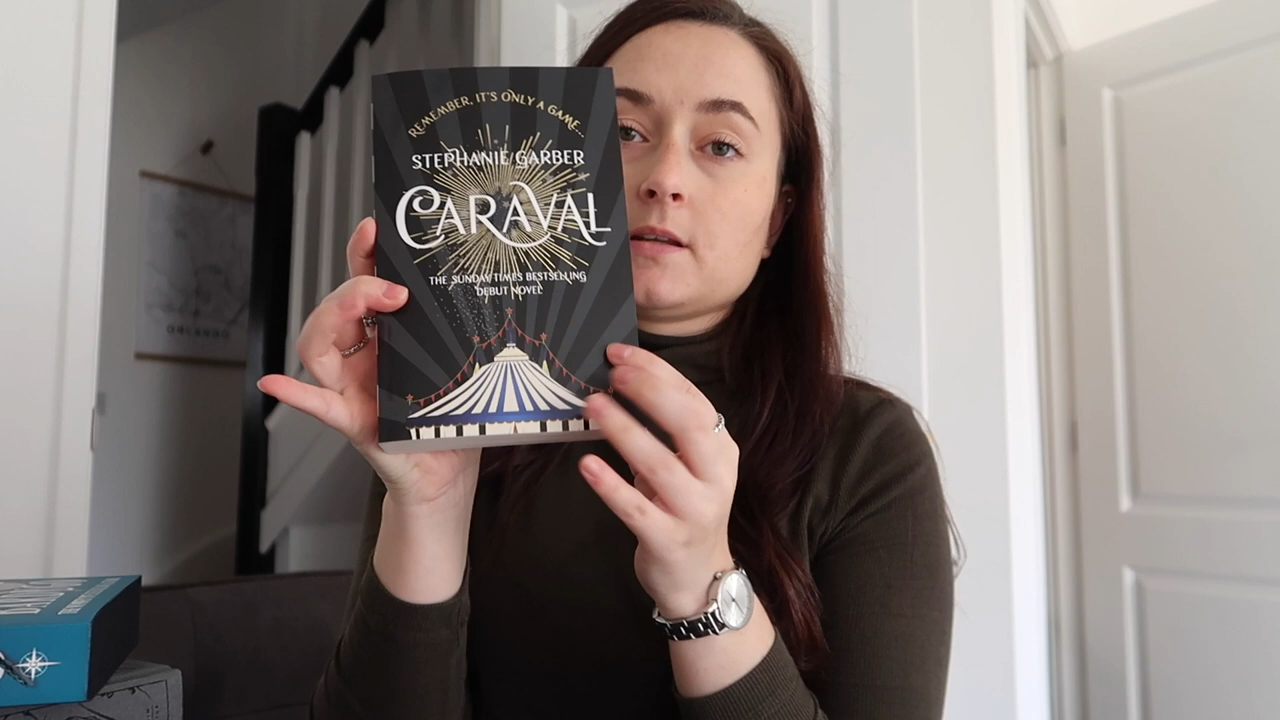 REMEMBER, IT'S ONLY A GAME...
STEPHANIE GARBER
CARAVAL
THE SUNDAY TIMES BESTSELLING
DEBUT NOVEL
ORLANDO